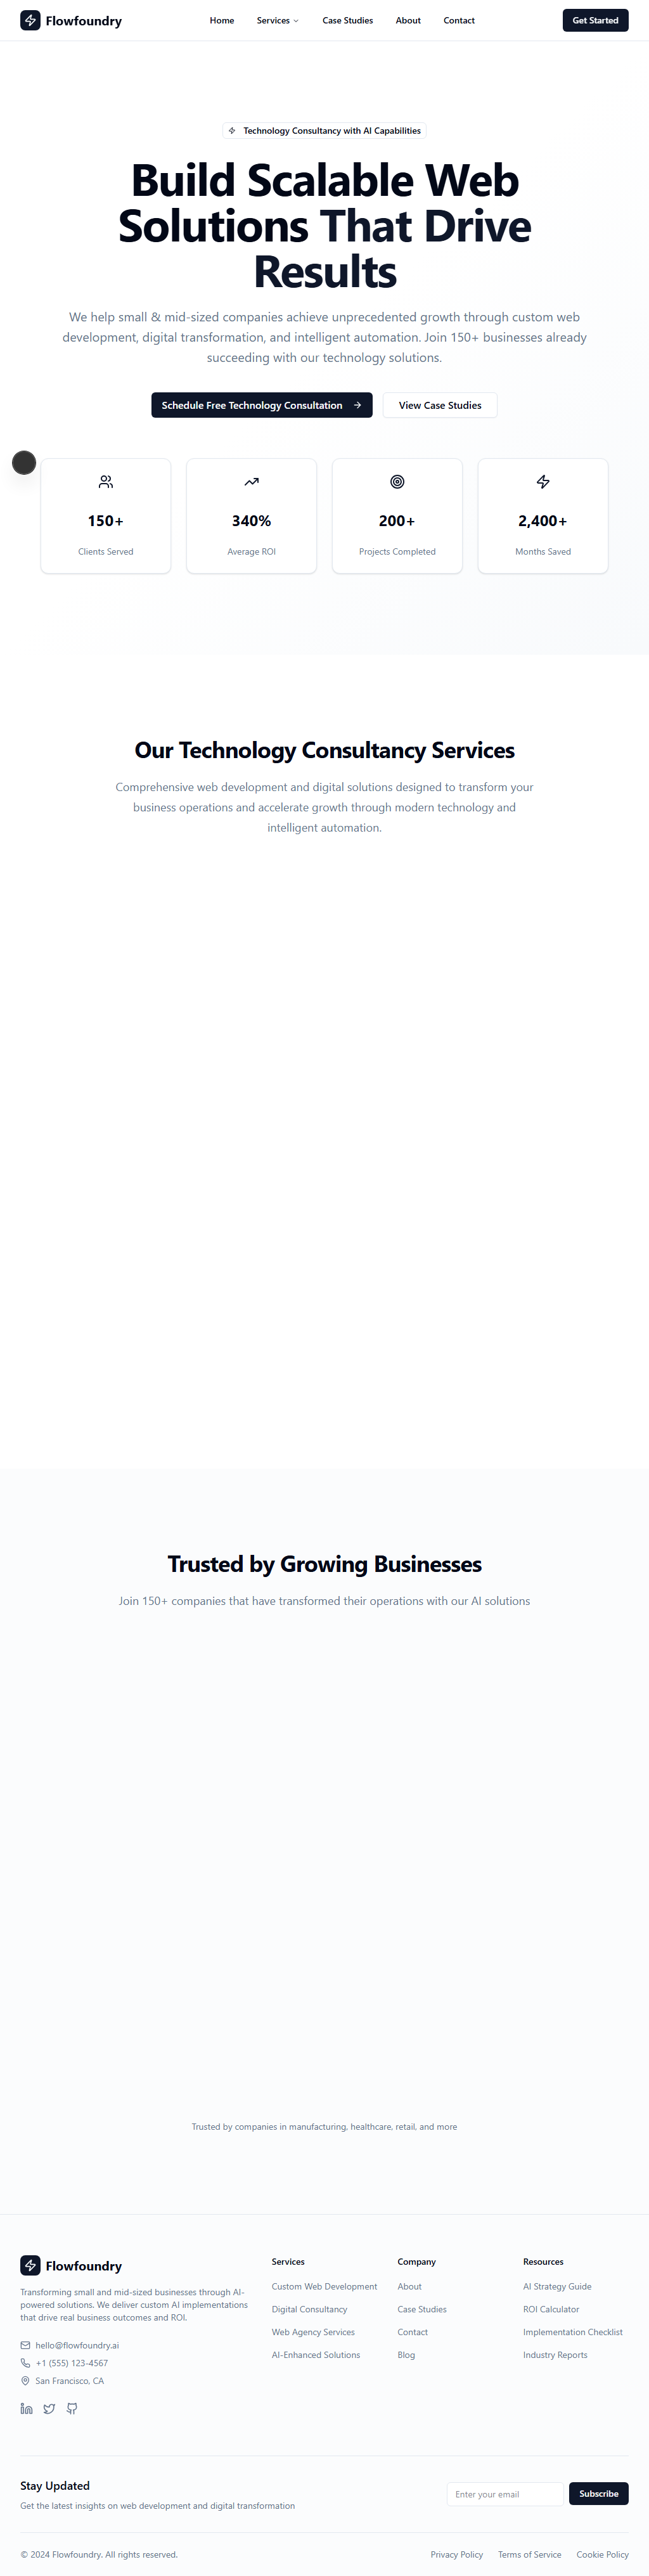 Flowfoundry
Home
Services
Case Studies
About
Contact
Get Started
Technology Consultancy with AI Capabilities
Build Scalable Web
Solutions That Drive
Results
We help small & mid-sized companies achieve unprecedented growth through custom web
development, digital transformation, and intelligent automation. Join 150+ businesses already
succeeding with our technology solutions.
Schedule Free Technology Consultation
View Case Studies
150+
Clients Served
340%
Average ROI
200+
Projects Completed
2,400+
Months Saved
Our Technology Consultancy Services
Comprehensive web development and digital solutions designed to transform your
business operations and accelerate growth through modern technology and
intelligent automation.
Trusted by Growing Businesses
Join 150+ companies that have transformed their operations with our AI solutions
Trusted by companies in manufacturing, healthcare, retail, and more
Flowfoundry
Transforming small and mid-sized businesses through AI-
powered solutions. We deliver custom AI implementations
that drive real business outcomes and ROI.
hello@flowfoundry.ai
+1 (555) 123-4567
San Francisco, CA
Services
Custom Web Development
Digital Consultancy
Web Agency Services
AI-Enhanced Solutions
Company
About
Case Studies
Contact
Blog
Resources
AI Strategy Guide
ROI Calculator
Implementation Checklist
Industry Reports
Stay Updated
Get the latest insights on web development and digital transformation
Enter your email
Subscribe
© 2024 Flowfoundry. All rights reserved.
Privacy Policy
Terms of Service
Cookie Policy